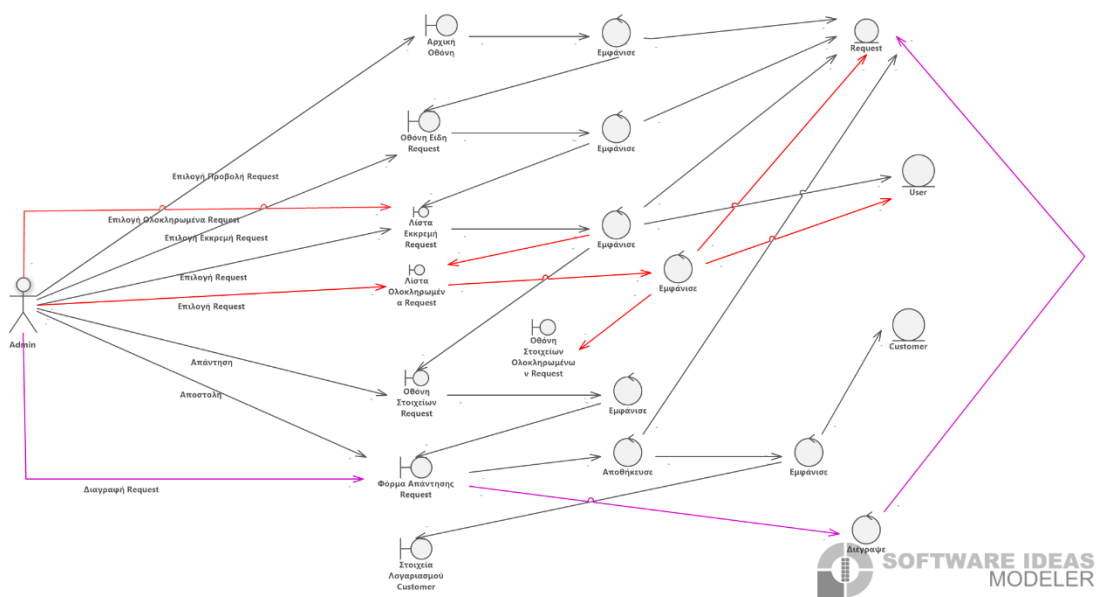 Αρχική
Οθόνη
Εμφάνισε
Request
Οθόνη Είδη
Request
Εμφάνισε
Επιλογή Προβολή Request
User
Επιλογή Ολοκληρωμένα Request
Λίστα
Εκκρεμή
Request
Εμφάνισε
Επιλογή Εκκρεμή Request
Επιλογή Request
Λίστα
Ολοκληρωμέν
α Request
Εμφάνισε
Επιλογή Request
Admin
Οθόνη
Στοιχείων
Ολοκληρωμένω
ν Request
Customer
Απάντηση
Οθόνη
Στοιχείων
Request
Εμφάνισε
Αποστολή
Φόρμα Απάντησης
Request
Αποθήκευσε
Εμφάνισε
Διαγραφή Request
Διέγραψε
Στοιχεία
Λογαριασμού
Customer
SOFTWARE IDEAS
MODELER